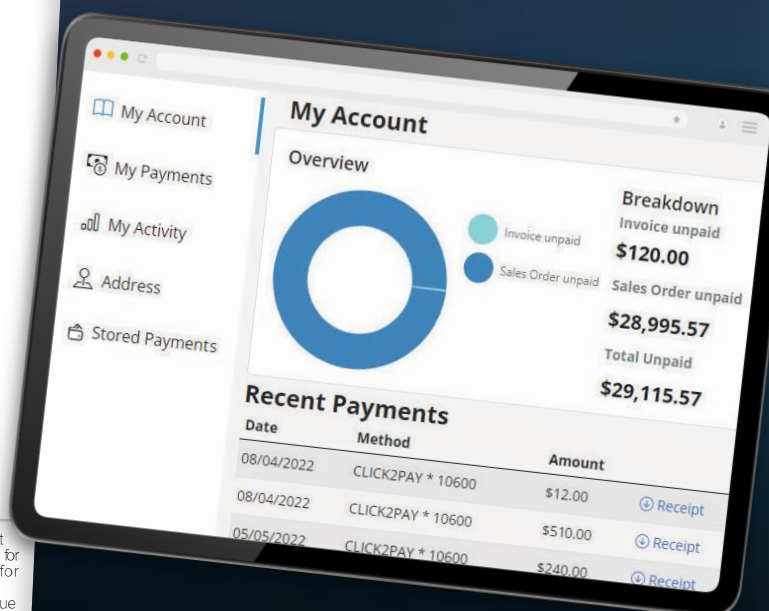 My Account
My Payments
My Activity
Address
Stored Payments
My Account
Overview
Invoice unpaid
Sales Order unpaid
Breakdown
Invoice unpaid
$120.00
Sales Order unpaid
$28,995.57
Total Unpaid
$29,115.57
Recent Payments
Date Method Amount
08/04/2022 CLICK2PAY * 10600 $12.00 Receipt
08/04/2022 CLICK2PAY * 10600 $510.00 Receipt
05/05/2022 CLICK2PAY * 10600 $240.00 Receipt
t
for
for
ue